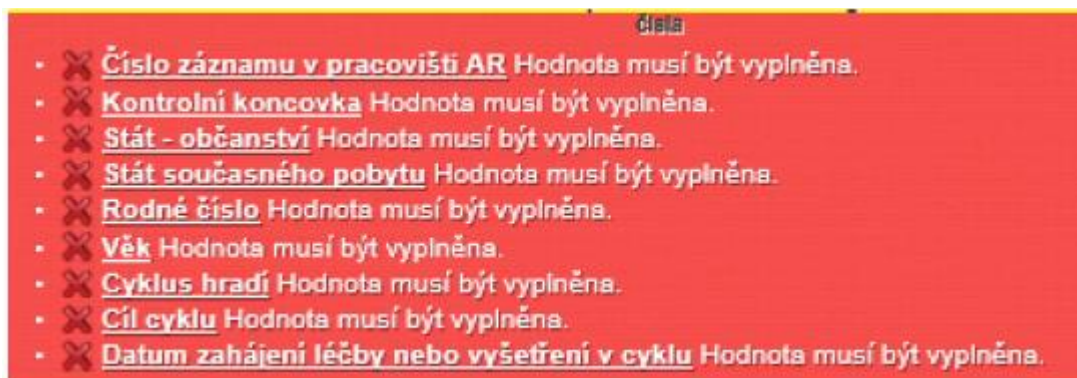 čísla
Číslo záznamu v pracovišti AR Hodnota musí být vyplněna.
Kontrolní koncovka Hodnota musí být vyplněna.
Stát - občanství Hodnota musí být vyplněna.
Stát současného pobytu Hodnota musí být vyplněna.
Rodné číslo Hodnota musí být vyplněna.
Věk Hodnota musí být vyplněna.
Cyklus hradí Hodnota musí být vyplněna.
Cíl cyklu Hodnota musí být vyplněna.
Datum zahájení léčby nebo vyšetření v cyklu Hodnota musí být vyplněna.